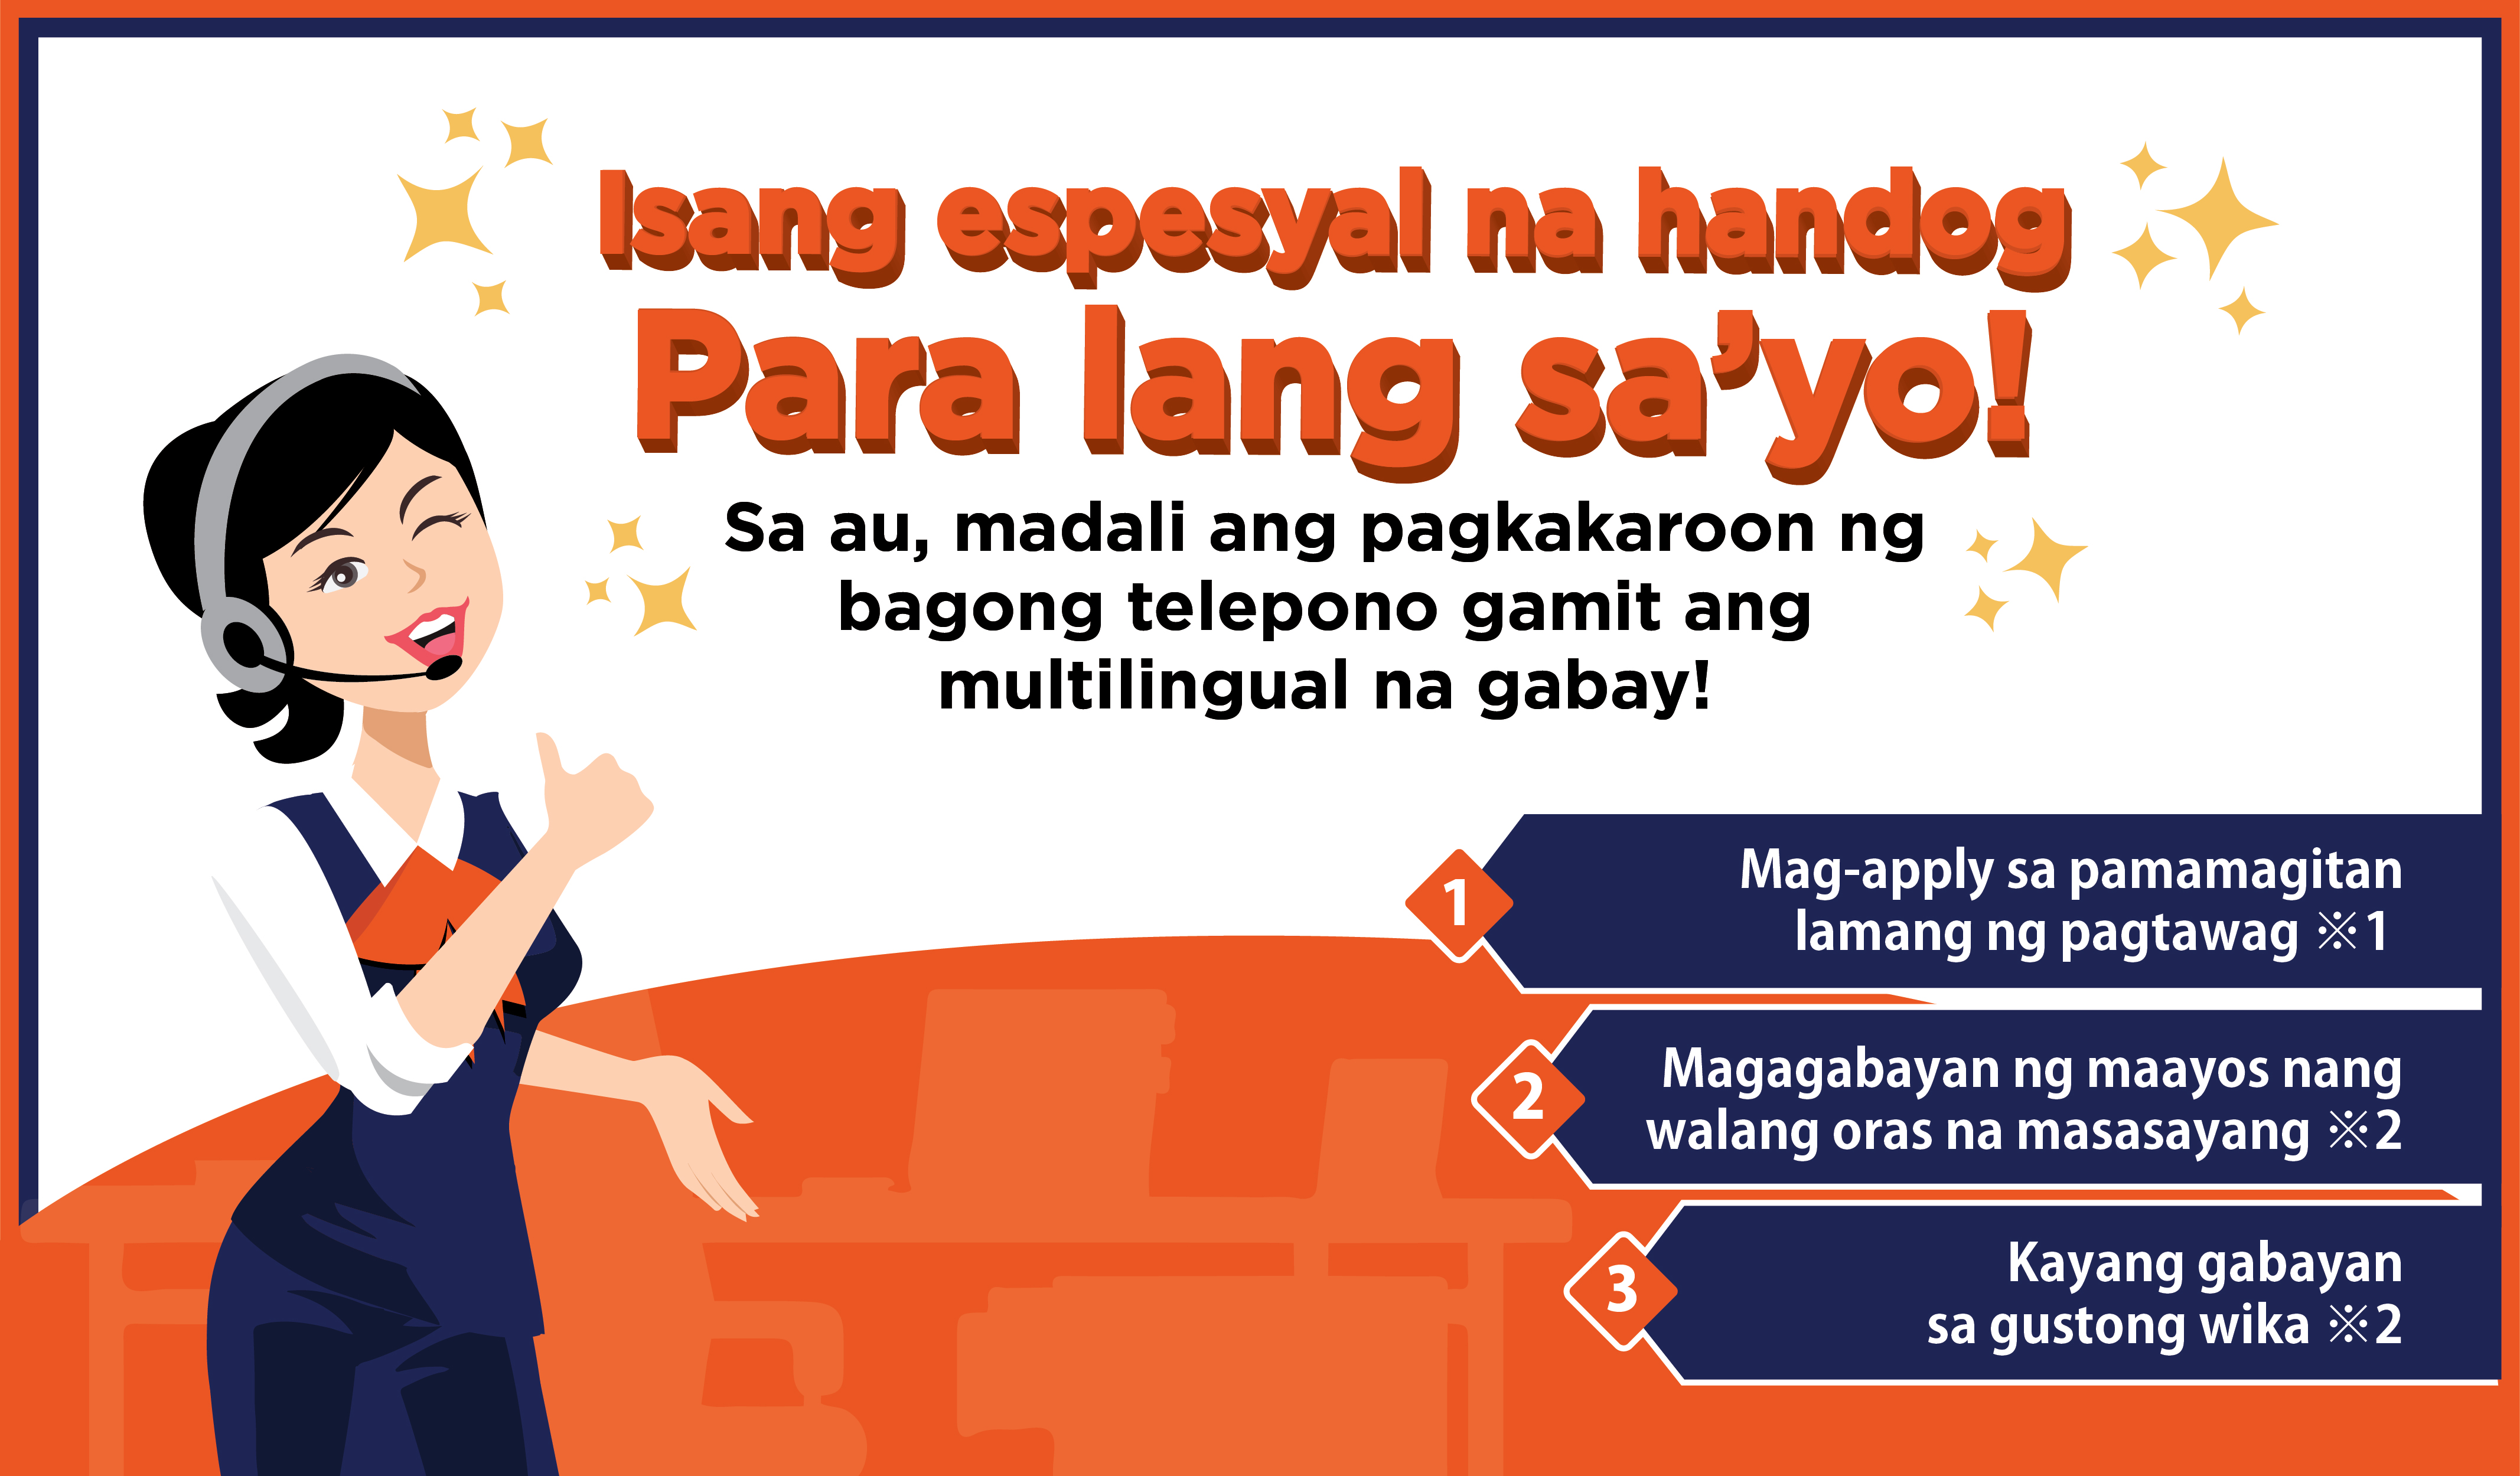 Isang espesyal na handog
Para lang sa’yo!
Sa au, madali ang pagkakaroon ng
bagong telepono gamit ang
multilingual na gabay!
1
Mag-apply sa pamamagitan
lamang ng pagtawag ※1
2
Magagabayan ng maayos nang
walang oras na masasayang ※2
3
Kayang gabayan
sa gustong wika ※2